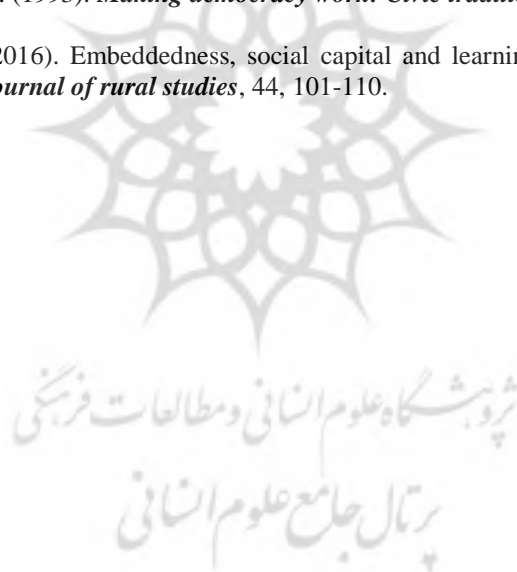 . (1993). Making democracy work: Civic tradition
2016). Embeddedness, social capital and learnin
ournal of rural studies, 44, 101-110.
پژوهشگاه علوم انسانی و مطالعات فرهنگی
پرتال جامع علوم انسانی